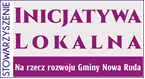 STOWARZYSZENIE
INICJATYWA
LOKALNA
Na rzecz rozwoju Gminy Nowa Ruda